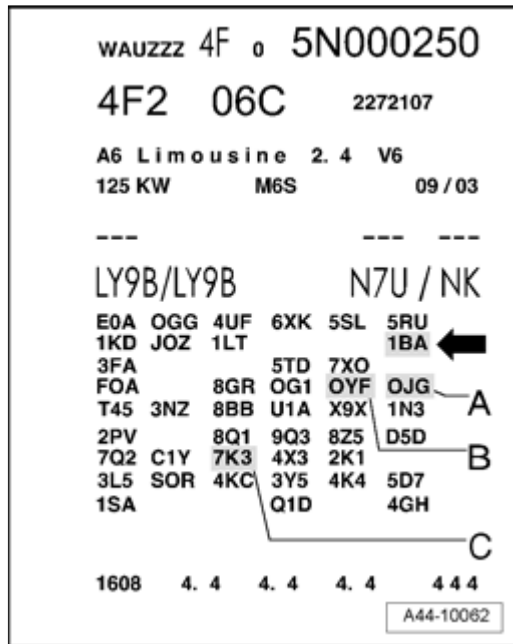 WAUZZZ 4F 0 5N000250
4F2 06C 2272107
A6 Limousine 2. 4 V6
125 KW M6S 09 / 03
--- --- ---
LY9B/LY9B N7U / NK
E0A OGG 4UF 6XK 5SL 5RU
1KD JOZ 1LT 1BA
3FA 5TD 7XO
FOA 8GR OG1 OYF OJG A
T45 3NZ 8BB U1A X9X 1N3
2PV 8Q1 9Q3 8Z5 D5D
7Q2 C1Y 7K3 4X3 2K1 B
3L5 SOR 4KC 3Y5 4K4 5D7
1SA Q1D 4GH
C
1608 4. 4 4. 4 4. 4 4 4 4
A44-10062